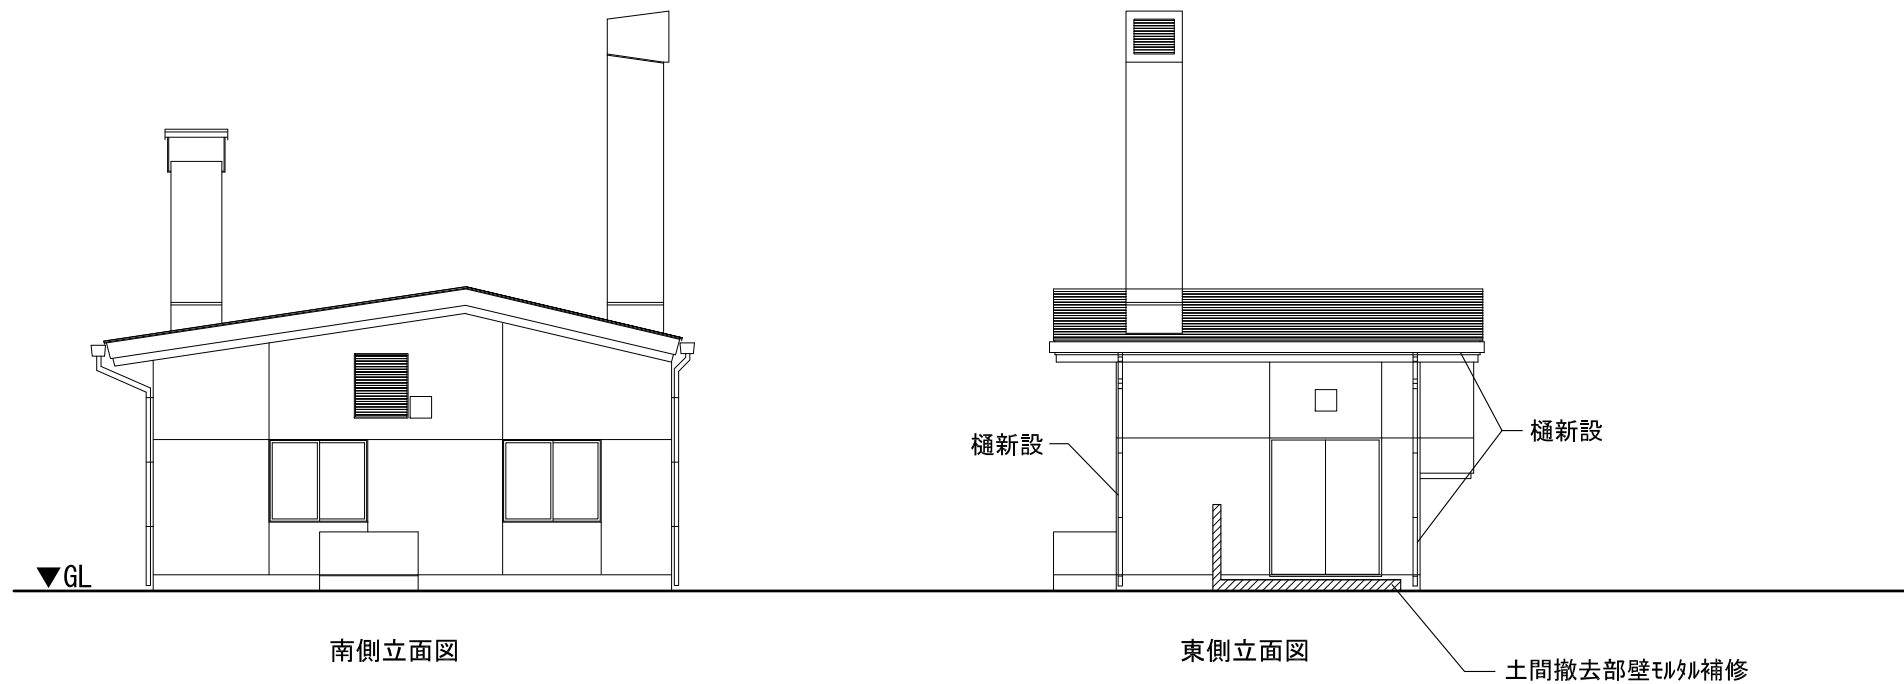 樋新設
樋新設
▼GL
南側立面図
東側立面図
土間撤去部壁ﾓﾙﾀﾙ補修